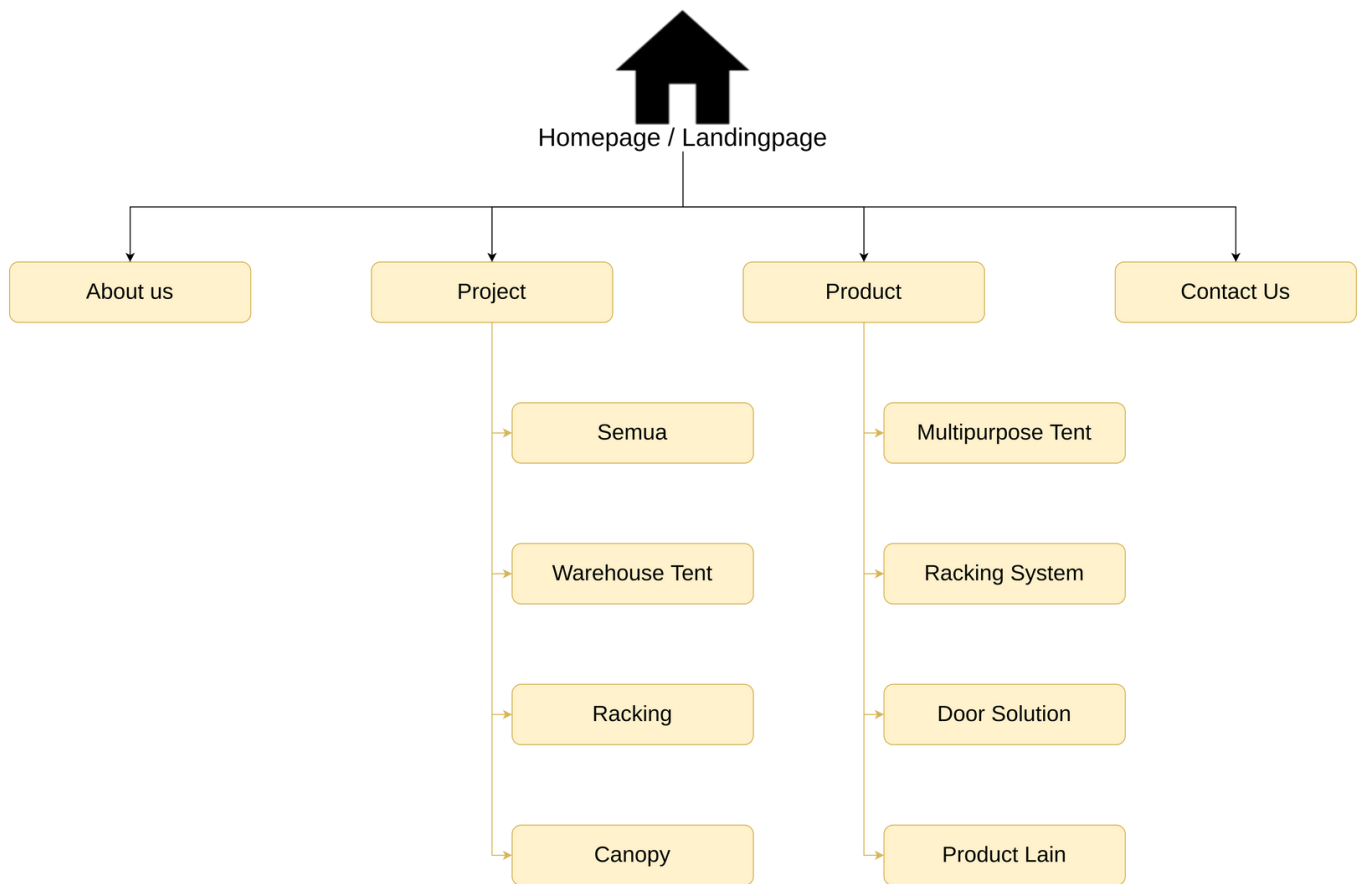 Homepage / Landingpage
About us
Project
Product
Contact Us
Semua
Multipurpose Tent
Warehouse Tent
Racking System
Racking
Door Solution
Canopy
Product Lain